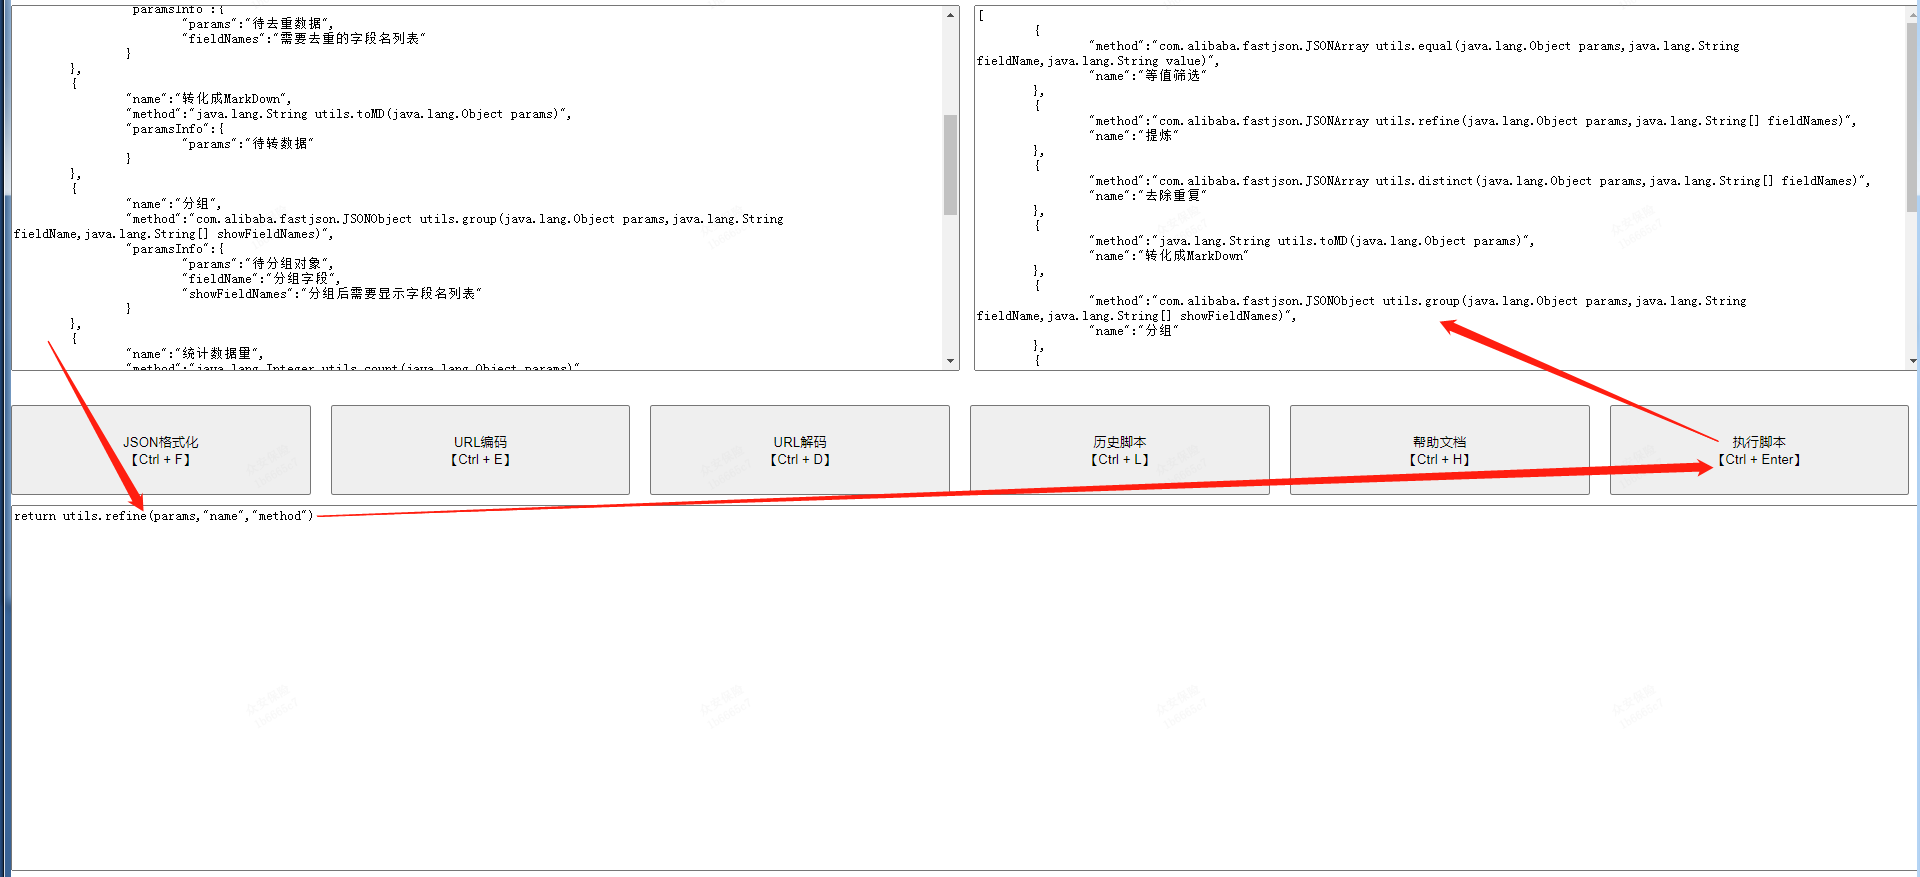 "paramsInfo":{
"params":"待去重数据",
"fieldNames":"需要去重的字段名列表"
}
},
{
"name":"转化成MarkDown",
"method":"java.lang.String utils.toMD(java.lang.Object params)",
"paramsInfo":{
"params":"待转数据"
}
},
{
"name":"分组",
"method":"com.alibaba.fastjson.JSONObject utils.group(java.lang.Object params,java.lang.String
fieldName,java.lang.String[] showFieldNames)",
"paramsInfo":{
"params":"待分组对象",
"fieldName":"分组字段",
"showFieldNames":"分组后需要显示字段名列表"
}
},
{
"name":"统计数据量",
"method":"java.lang.Integer utils.count(java.lang.Object params)"
[
{
"method":"com.alibaba.fastjson.JSONArray utils.equal(java.lang.Object params,java.lang.String
fieldName,java.lang.String value)",
"name":"等值筛选"
},
{
"method":"com.alibaba.fastjson.JSONArray utils.refine(java.lang.Object params,java.lang.String[] fieldNames)",
"name":"提炼"
},
{
"method":"com.alibaba.fastjson.JSONArray utils.distinct(java.lang.Object params,java.lang.String[] fieldNames)",
"name":"去除重复"
},
{
"method":"java.lang.String utils.toMD(java.lang.Object params)",
"name":"转化成MarkDown"
},
{
"method":"com.alibaba.fastjson.JSONObject utils.group(java.lang.Object params,java.lang.String
fieldName,java.lang.String[] showFieldNames)",
"name":"分组"
},
{
JSON格式化
【Ctrl + F】
URL编码
【Ctrl + E】
URL解码
【Ctrl + D】
历史脚本
【Ctrl + L】
帮助文档
【Ctrl + H】
执行脚本
【Ctrl + Enter】
return utils.refine(params,"name","method")